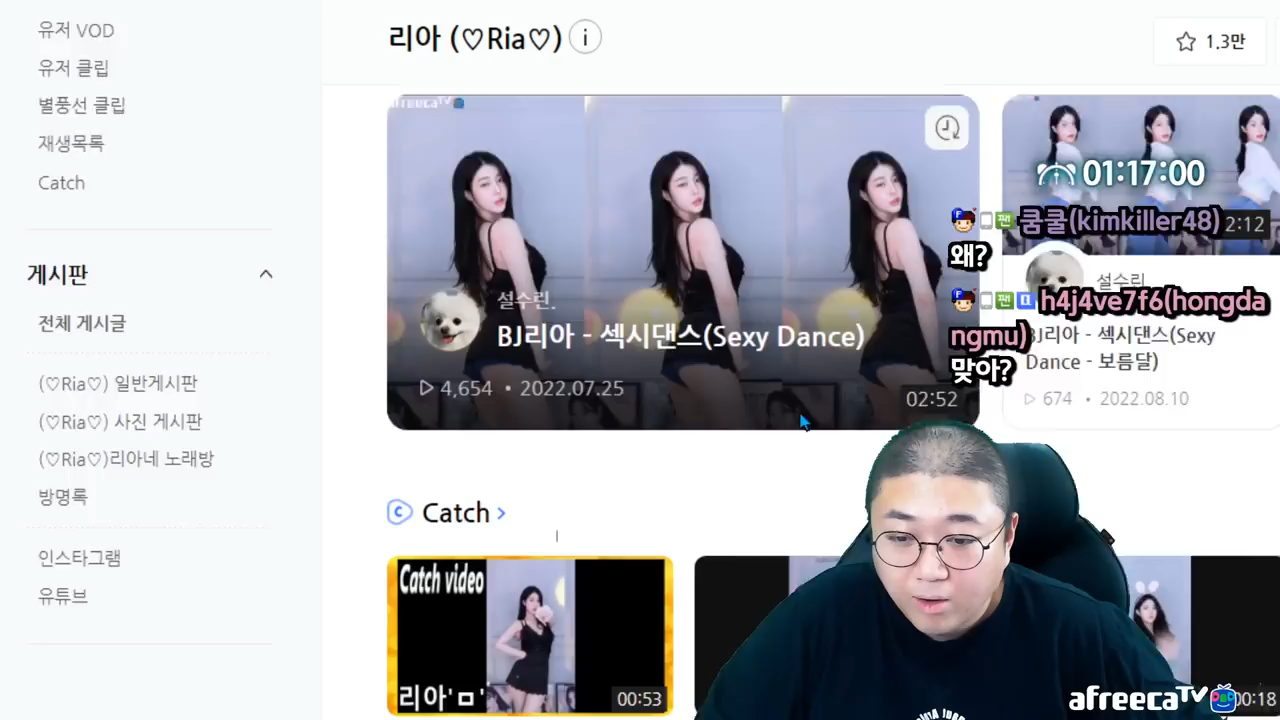 유저 VOD
유저 클립
별풍선 클립
재생목록
Catch
게시판
전체 게시글
(♡Ria♡) 일반게시판
(♡Ria♡) 사진 게시판
(♡Ria♡)리아네 노래방
방명록
인스타그램
유튜브
리아 (♡Ria♡) i
1.3만
afreecaTV
설수린.
BJ리아 - 섹시댄스(Sexy Dance)
4,654 • 2022.07.25
02:52
01:17:00
2:12
쿰쿨(kimkiller48)
왜?
h4j4ve7f6(hongda
ngmu)
맞아?
설수린
BJ리아 - 섹시댄스(Sexy
Dance - 보름달)
674 • 2022.08.10
Catch
Catch video
리아'ㅁ'
00:53
afreecaTV
00:18